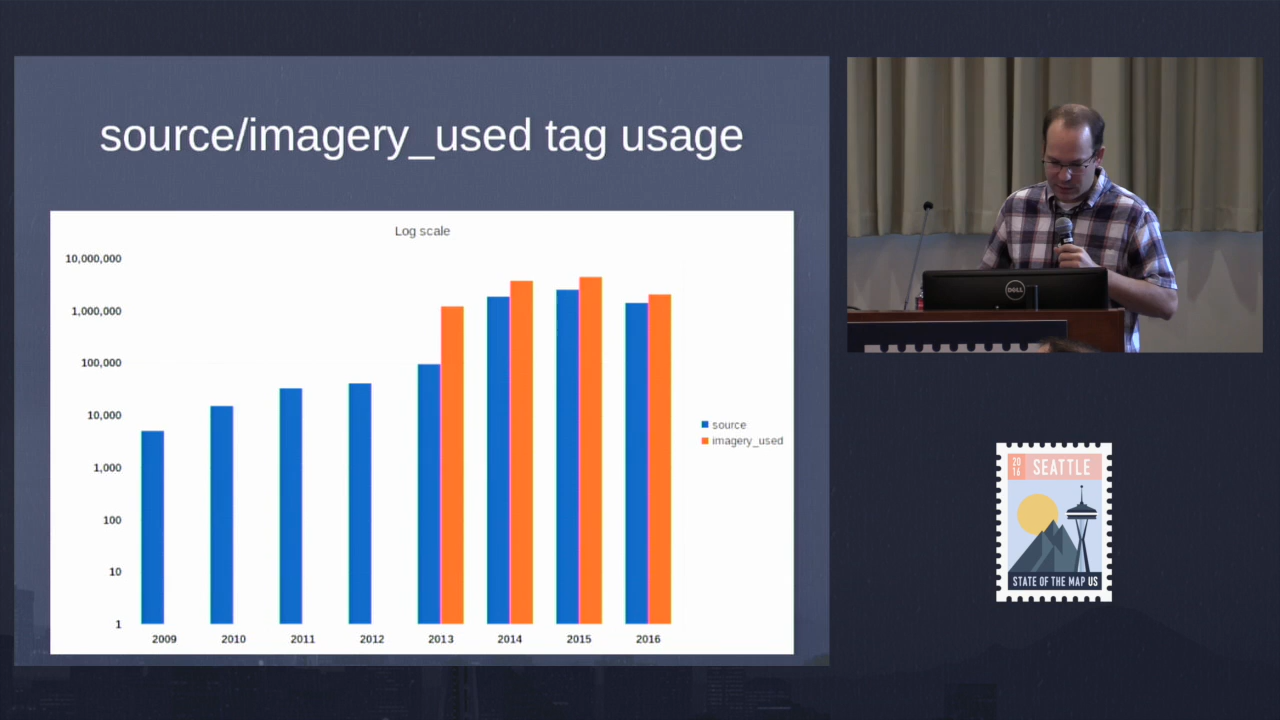 source/imagery_used tag usage
Log scale
10,000,000
1,000,000
100,000
10,000
1,000
100
10
1
2009 2010 2011 2012 2013 2014 2015 2016
source
imagery_used
DELL
20
16
SEATTLE
STATE OF THE MAP US